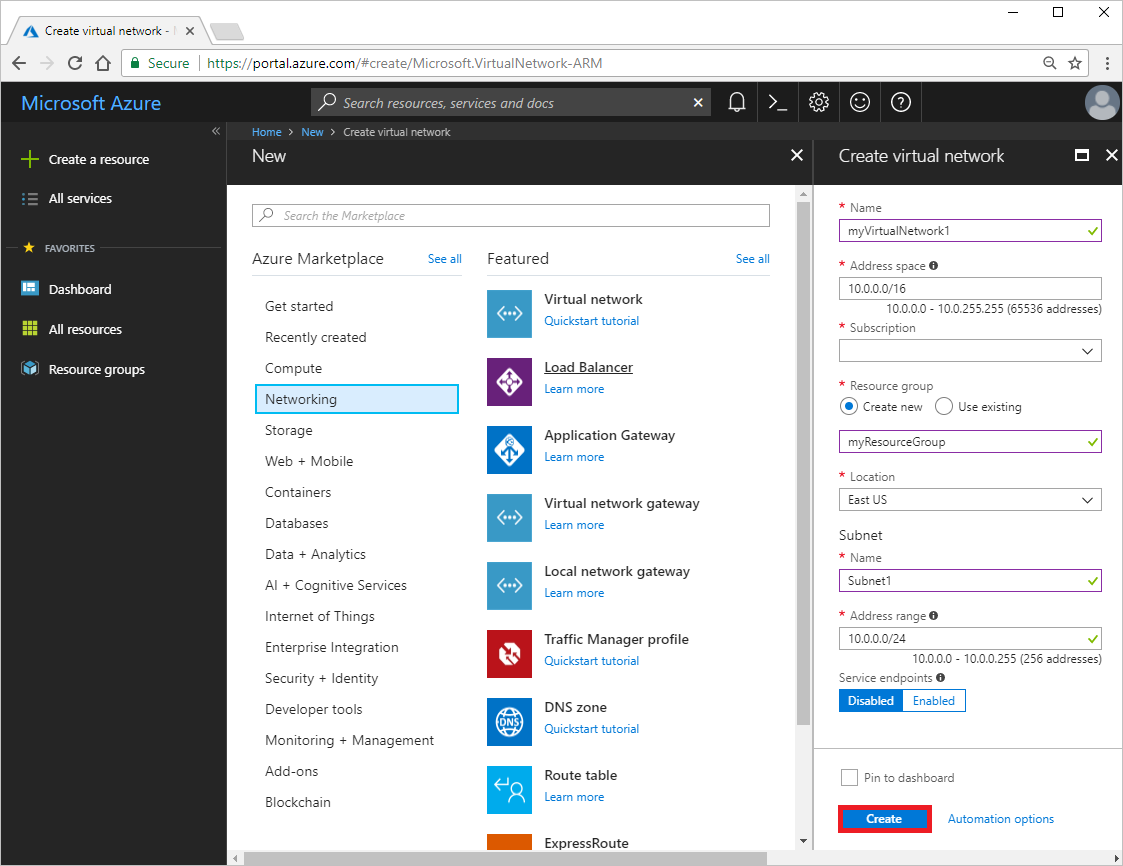 Create virtual network -
Secure
https://portal.azure.com/#create/Microsoft.VirtualNetwork-ARM
Microsoft Azure
Search resources, services and docs
Create a resource
All services
FAVORITES
Dashboard
All resources
Resource groups
Home > New > Create virtual network
New
Search the Marketplace
Azure Marketplace See all
Get started
Recently created
Compute
Networking
Storage
Web + Mobile
Containers
Databases
Data + Analytics
AI + Cognitive Services
Internet of Things
Enterprise Integration
Security + Identity
Developer tools
Monitoring + Management
Add-ons
Blockchain
Featured See all
Virtual network
Quickstart tutorial
Load Balancer
Learn more
Application Gateway
Learn more
Virtual network gateway
Learn more
Local network gateway
Learn more
Traffic Manager profile
Quickstart tutorial
DNS
DNS zone
Quickstart tutorial
Route table
Learn more
ExpressRoute
Create virtual network
* Name
myVirtualNetwork1
* Address space
10.0.0.0/16
10.0.0.0 - 10.0.255.255 (65536 addresses)
* Subscription
* Resource group
Create new Use existing
myResourceGroup
* Location
East US
Subnet
* Name
Subnet1
* Address range
10.0.0.0/24
10.0.0.0 - 10.0.0.255 (256 addresses)
Service endpoints
Disabled Enabled
Pin to dashboard
Create Automation options